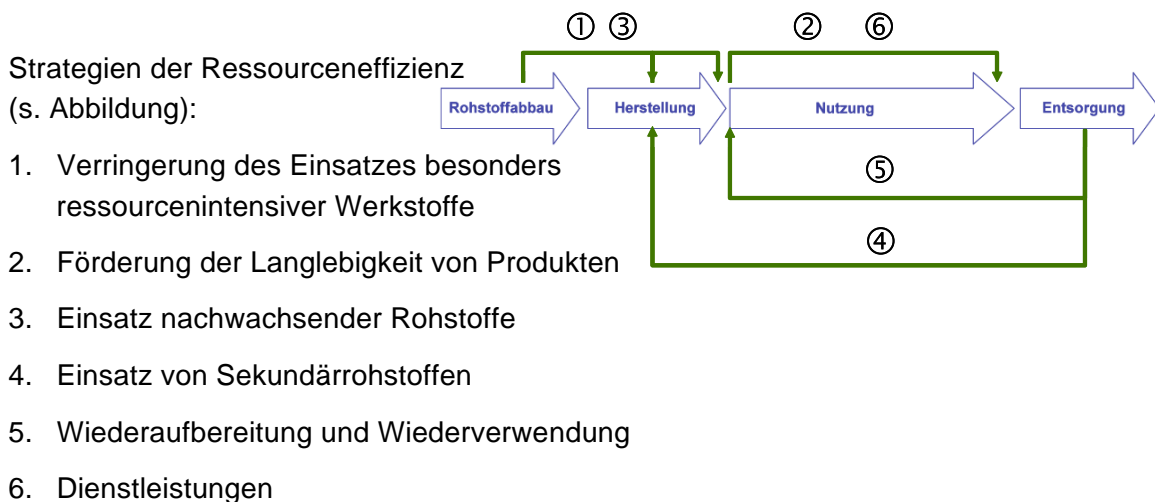 ① ③ ② ⑥
Strategien der Ressourceneffizienz
(s. Abbildung):
Rohstoffabbau Herstellung Nutzung Entsorgung
⑤
④
1. Verringerung des Einsatzes besonders
ressourcenintensiver Werkstoffe
2. Förderung der Langlebigkeit von Produkten
3. Einsatz nachwachsender Rohstoffe
4. Einsatz von Sekundärrohstoffen
5. Wiederaufbereitung und Wiederverwendung
6. Dienstleistungen